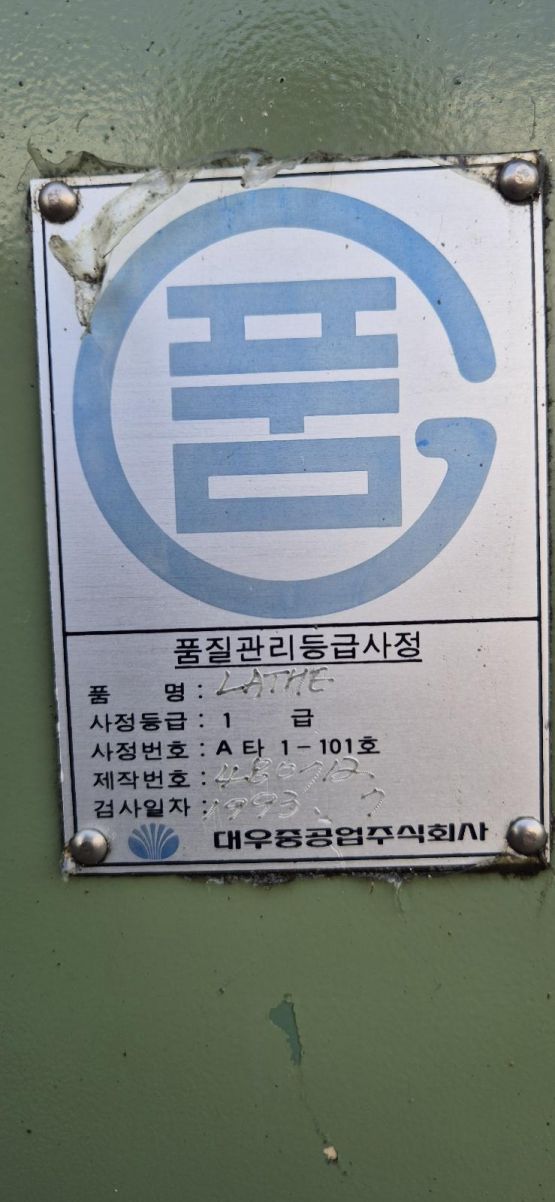 품
품질관리등급사정
품 명 : LATHE
사정등급 : 1 급
사정번호 : A 타 1-101호
제작번호 :
검사일자 : 1993. 7
대우중공업주식회사